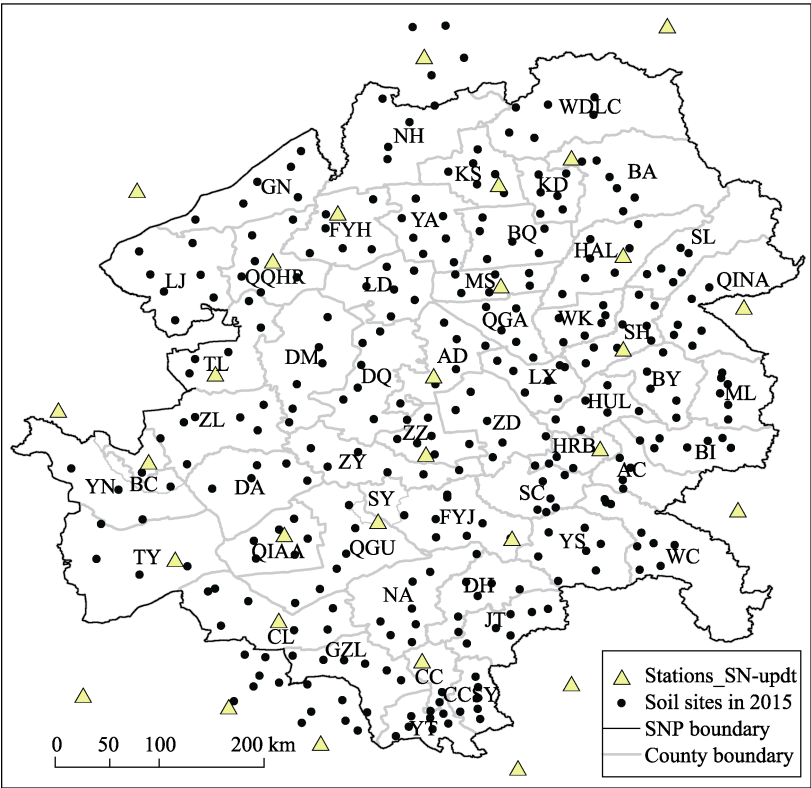 WDLC
NH
KS
KD
BA
GN
FYH
YA
BQ
HAL
SL
LJ
QQHR
LD
MS
QINA
QGA
WK
SH
TL
DM
DQ
AD
LX
BY
ML
HUL
ZL
ZZ
ZD
HRB
BI
YN
BC
DA
ZY
SC
AC
SY
FYJ
TY
QIAA
QGU
YS
WC
NA
DH
JT
CL
GZL
CC
CCSY
YT
Stations_SN-updt
Soil sites in 2015
SNP boundary
County boundary
0 50 100 200 km